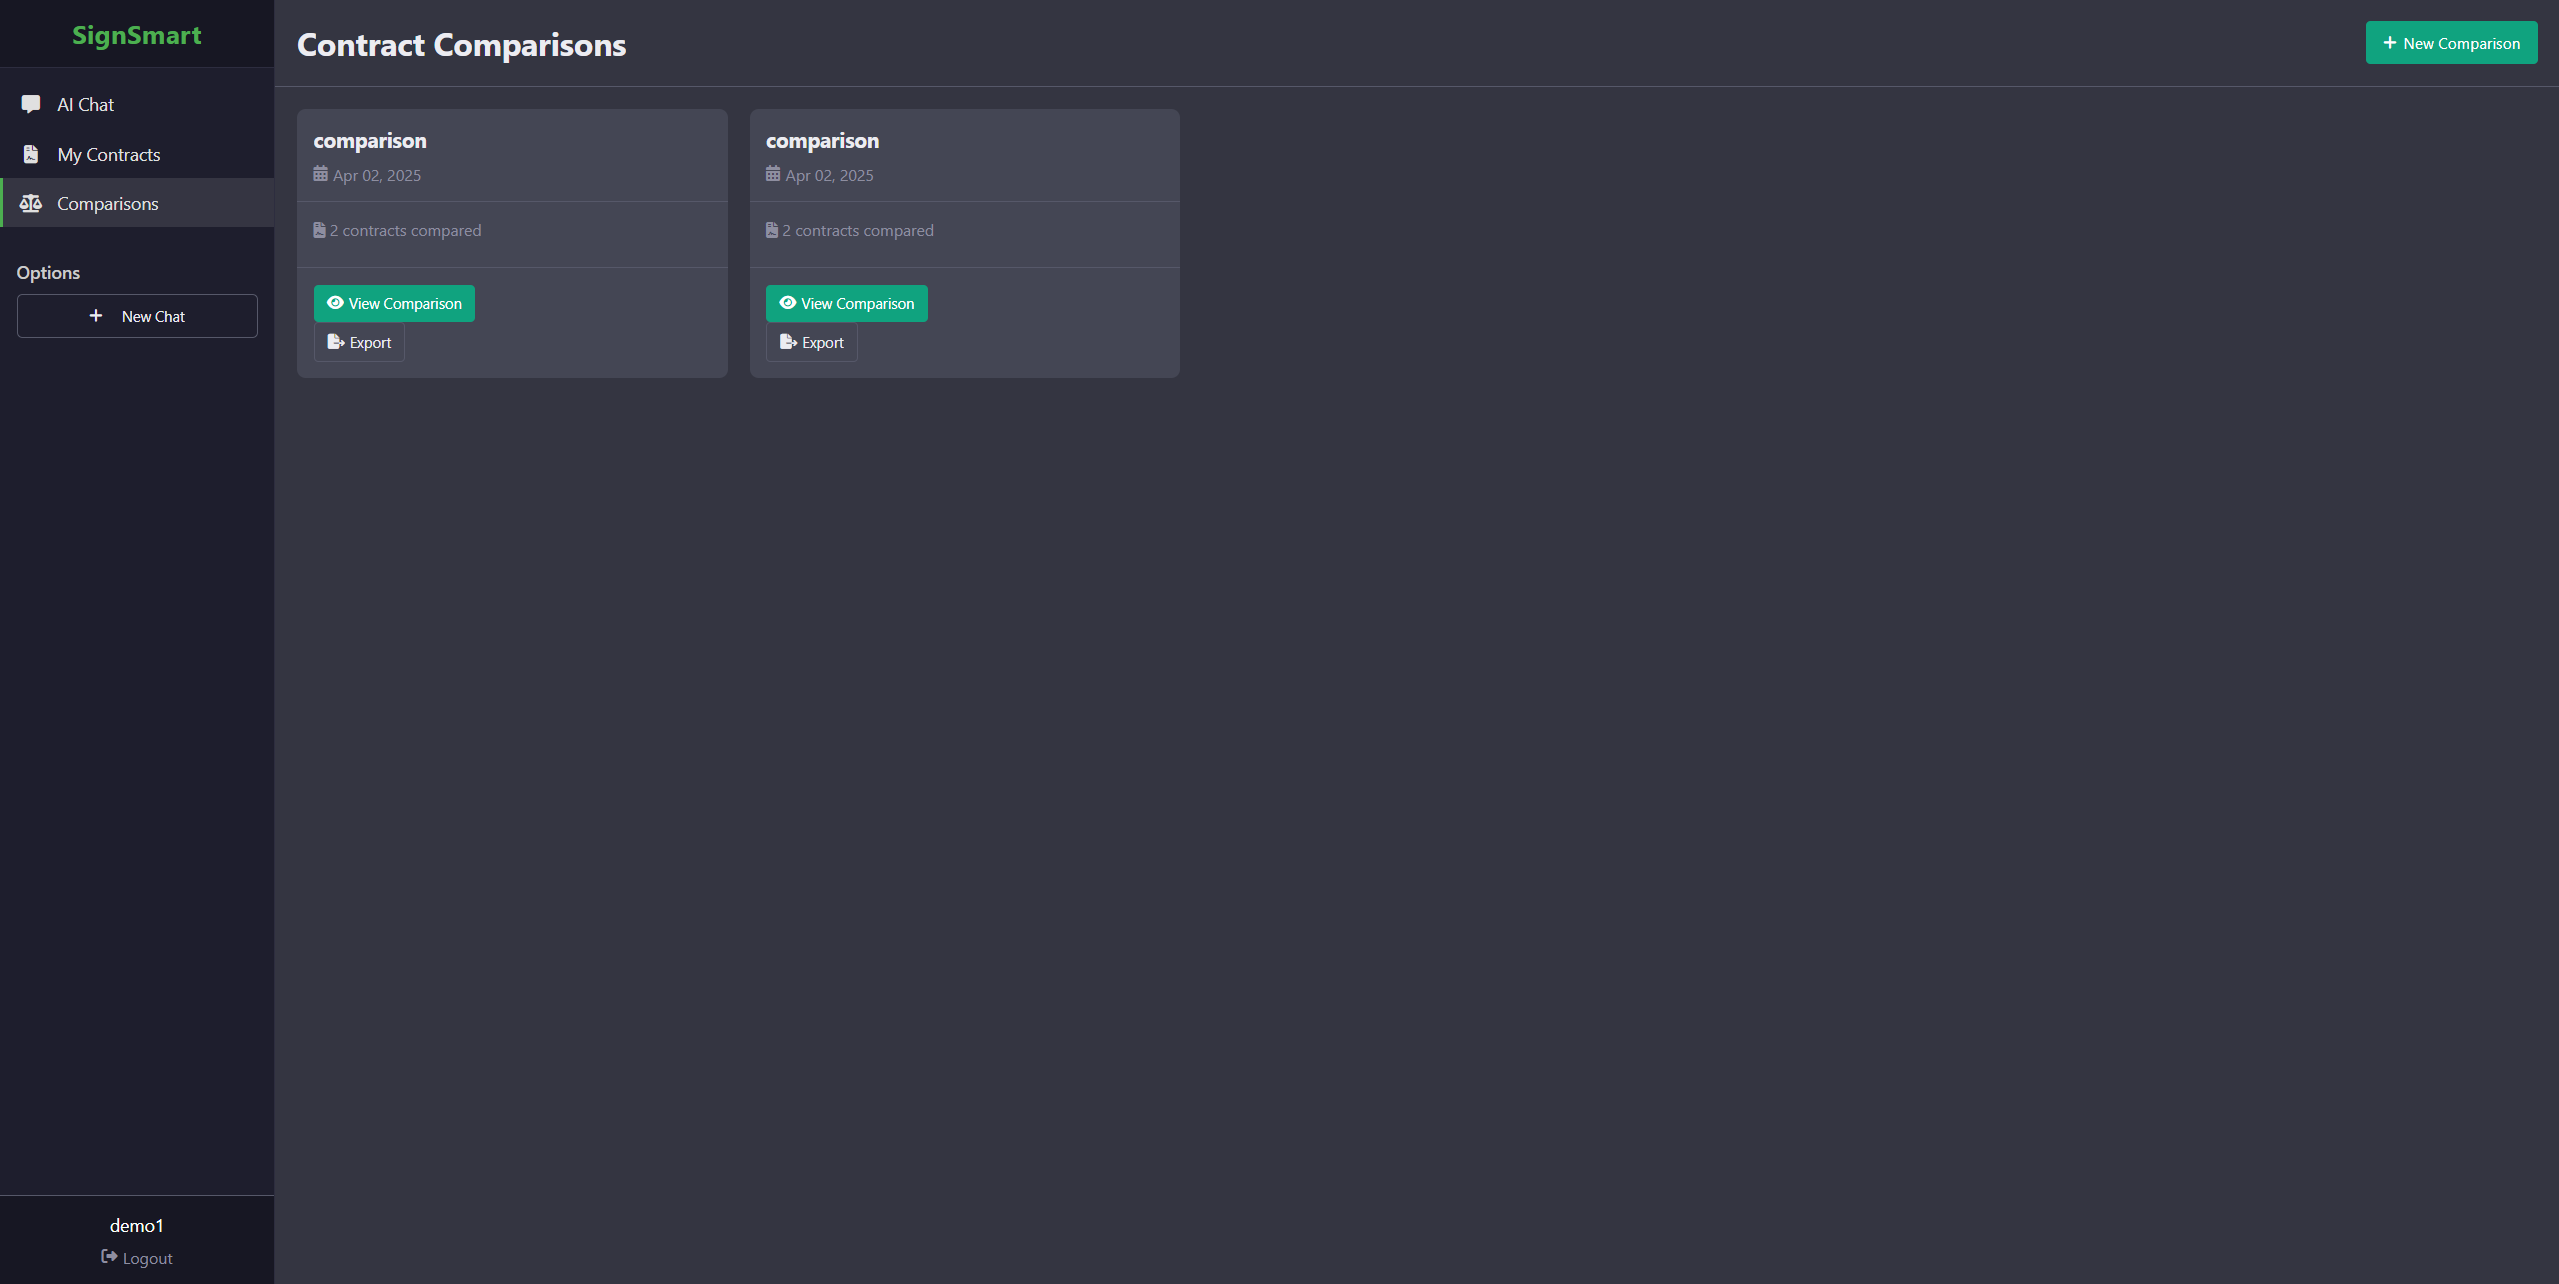 SignSmart
AI Chat
My Contracts
Comparisons
Options
New Chat
demo1
Logout
Contract Comparisons
New Comparison
comparison
Apr 02, 2025
2 contracts compared
View Comparison
Export
comparison
Apr 02, 2025
2 contracts compared
View Comparison
Export